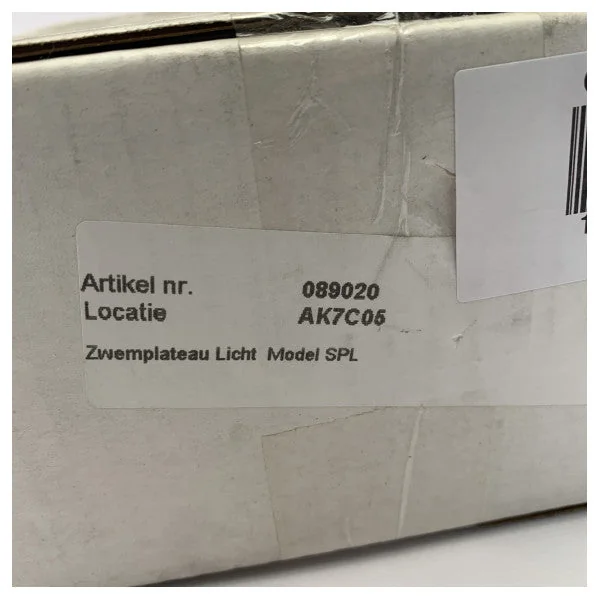 Artikel nr. 089020
Locatie AK7C05
Zwemplateau Licht Model SPL